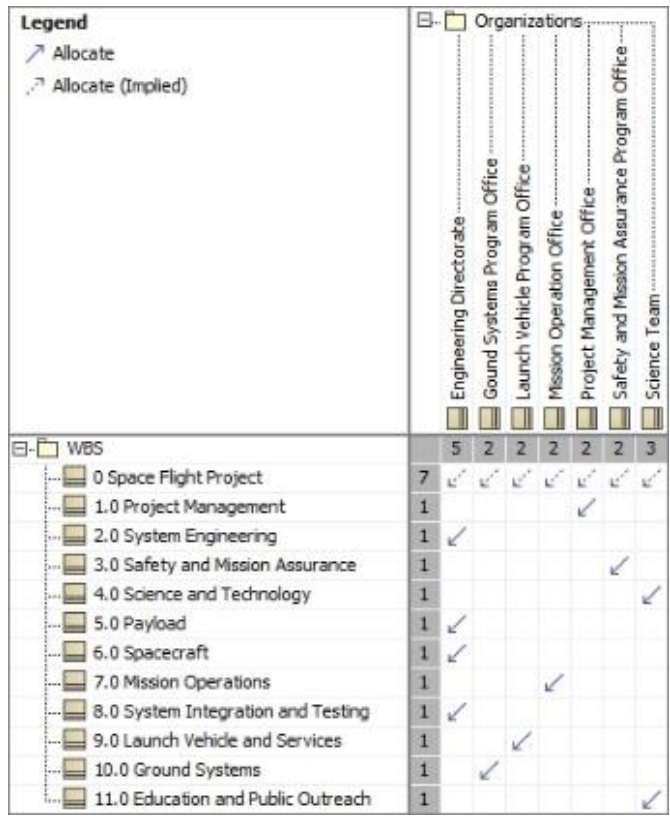 Legend
Allocate
Allocate (Implied)
Organizations
Engineering Directorate
Gound Systems Program Office
Launch Vehicle Program Office
Mission Operation Office
Project Management Office
Safety and Mission Assurance Program Office
Science Team
WBS 5 2 2 2 2 2 3
0 Space Flight Project 7
1.0 Project Management 1
2.0 System Engineering 1
3.0 Safety and Mission Assurance 1
4.0 Science and Technology 1
5.0 Payload 1
6.0 Spacecraft 1
7.0 Mission Operations 1
8.0 System Integration and Testing 1
9.0 Launch Vehicle and Services 1
10.0 Ground Systems 1
11.0 Education and Public Outreach 1